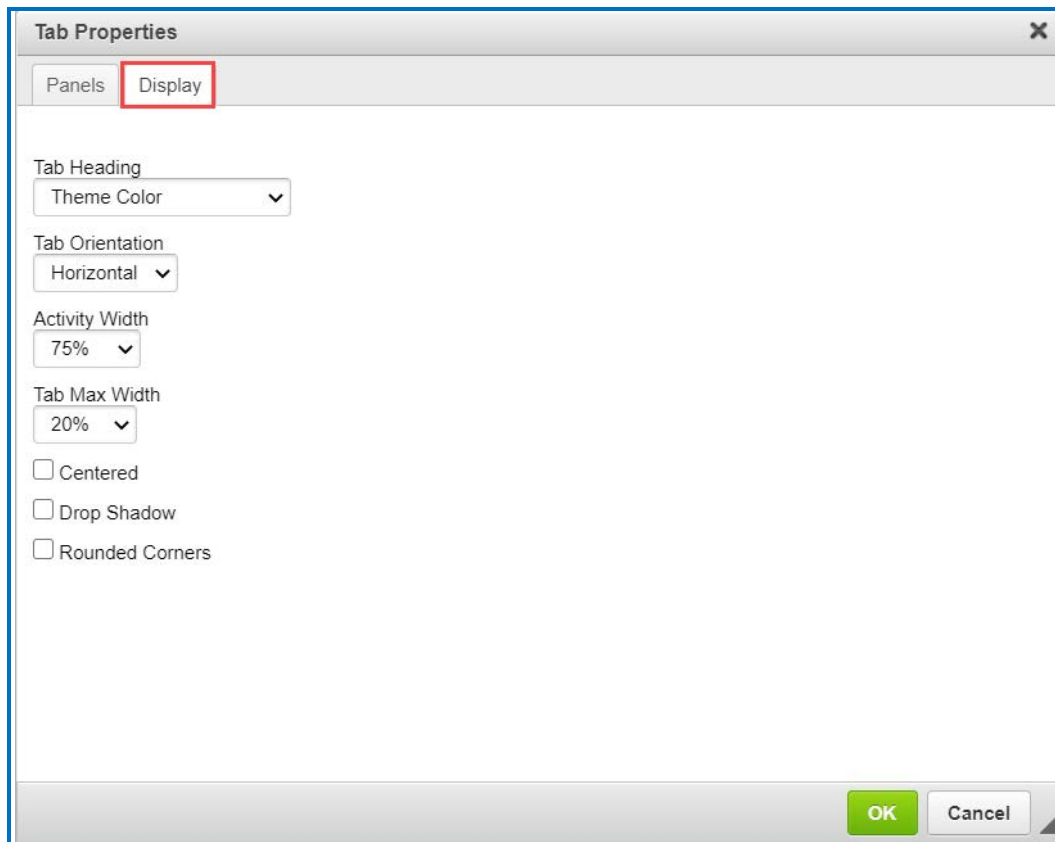 Tab Properties
Panels Display
Tab Heading
Theme Color
Tab Orientation
Horizontal
Activity Width
75%
Tab Max Width
20%
Centered
Drop Shadow
Rounded Corners
OK Cancel